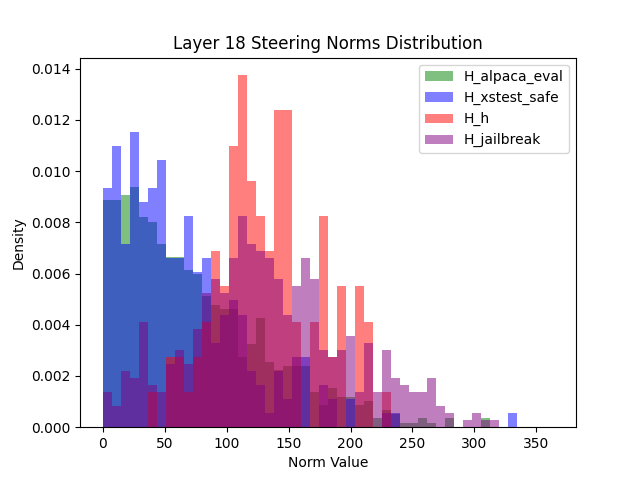 Layer 18 Steering Norms Distribution
H_alpaca_eval
H_xstest_safe
H_h
H_jailbreak
0.014
0.012
0.010
0.008
0.006
0.004
0.002
0.000
Density
0 50 100 150 200 250 300 350
Norm Value